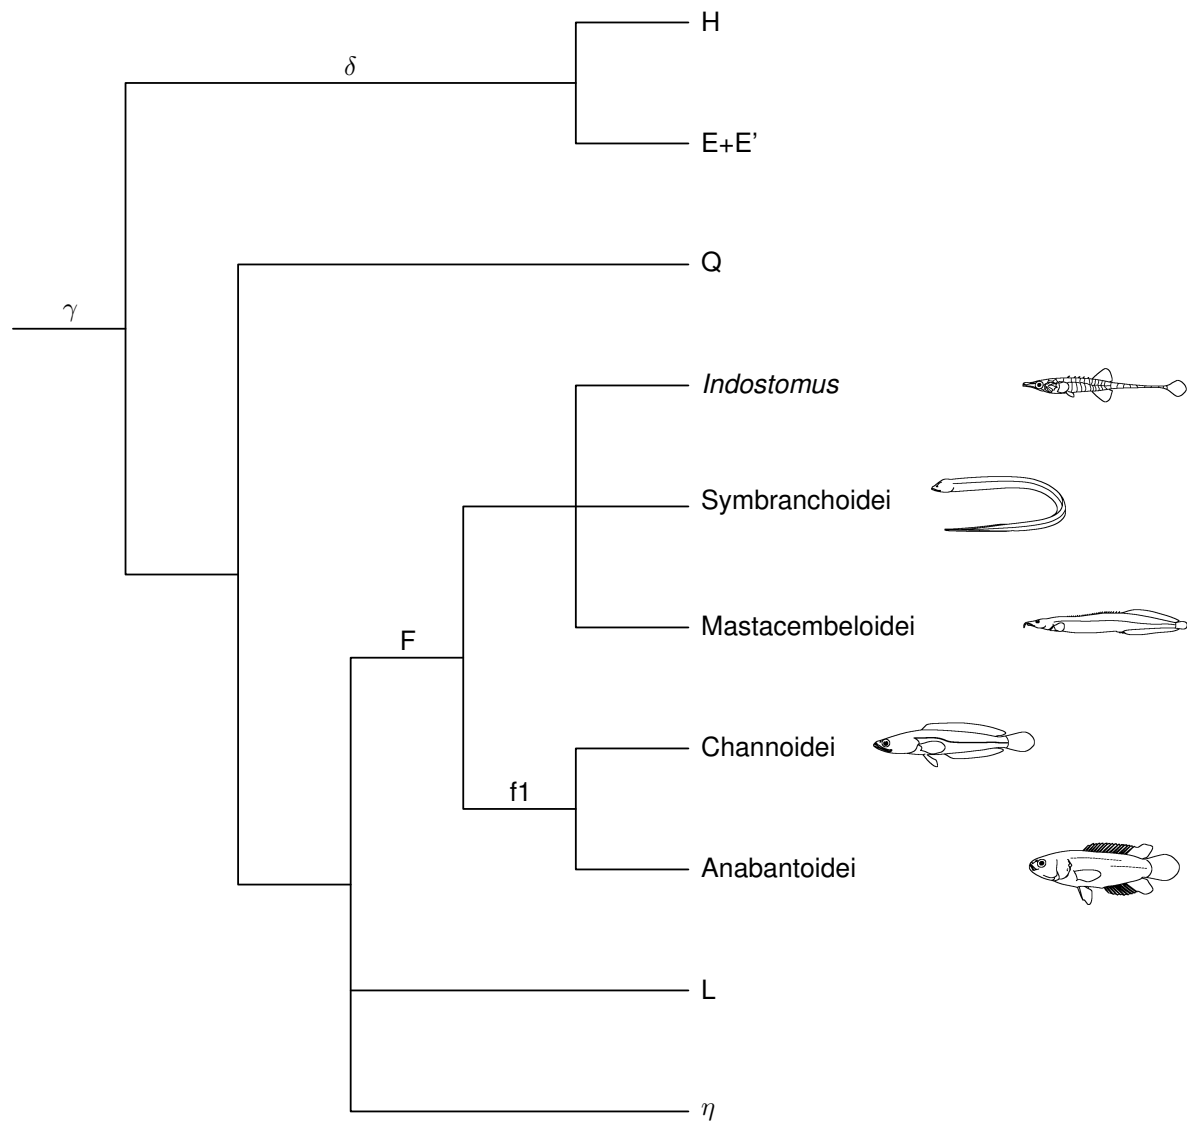 H
δ
E+E’
Q
γ
Indostomus
Symbranchoidei
Mastacembeloidei
F
Channoidei
f1
Anabantoidei
L
η